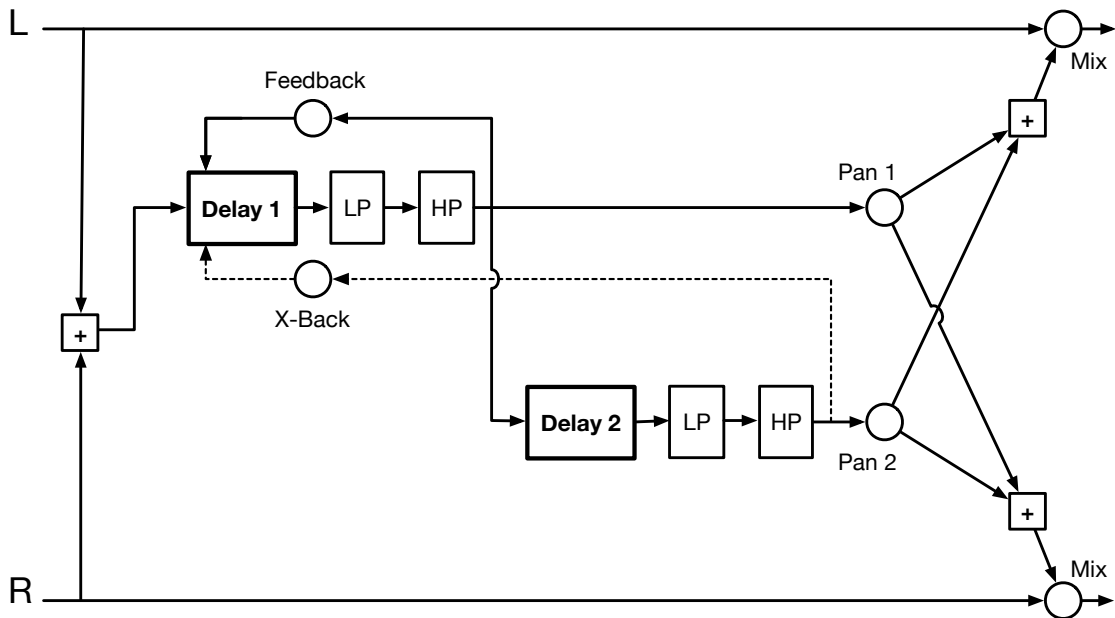 L
Mix
Feedback
+
Pan 1
Delay 1
LP
HP
X-Back
+
Delay 2
LP
HP
Pan 2
+
R
Mix